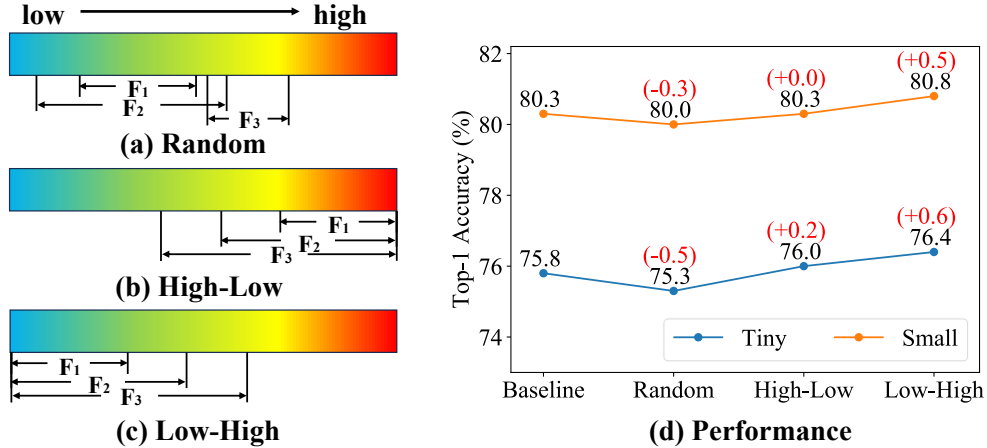 low high
F₁
F₂
F₃
(a) Random
F₁
F₂
F₃
(b) High-Low
F₁
F₂
F₃
(c) Low-High
Top-1 Accuracy (%)
82
80
78
76
74
80.3
(-0.3)
80.0
(+0.0)
80.3
(+0.5)
80.8
75.8
(-0.5)
75.3
(+0.2)
76.0
(+0.6)
76.4
Tiny Small
Baseline Random High-Low Low-High
(d) Performance